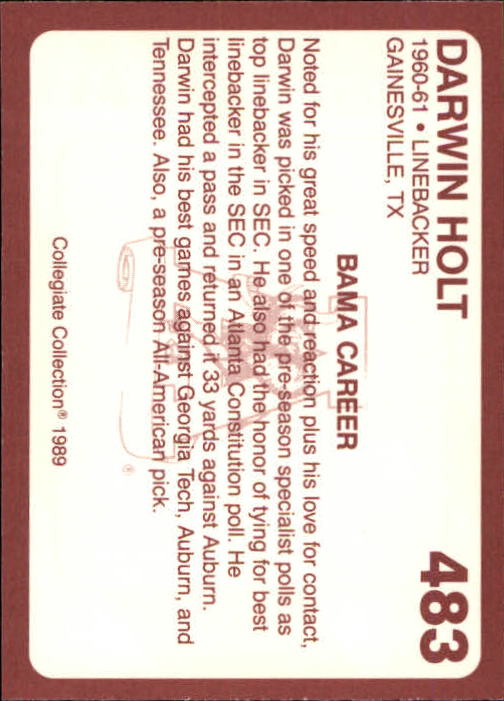 DARWIN HOLT
483
1960-61 • LINEBACKER
GAINESVILLE, TX
BAMA CAREER
Noted for his great speed and reaction plus his love for contact,
Darwin was picked in one of the pre-season specialist polls as
top linebacker in SEC. He also had the honor of tying for best
linebacker in the SEC in an Atlanta Constitution poll. He
intercepted a pass and returned it 33 yards against Auburn.
Darwin had his best games against Georgia Tech, Auburn, and
Tennessee. Also, a pre-season All-American pick.
®
Collegiate Collection® 1989